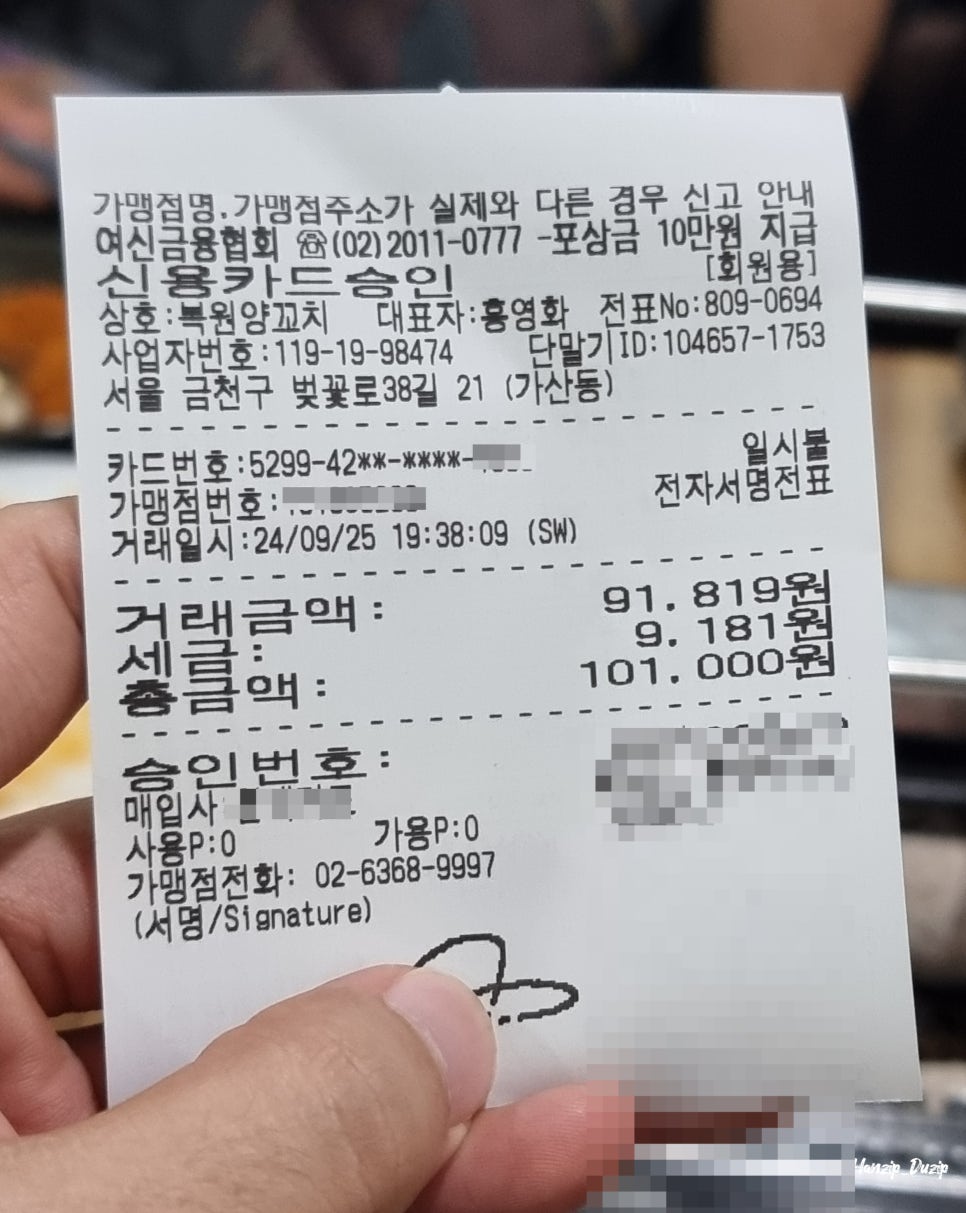 가맹점명.가맹점주소가 실제와 다른 경우 신고 안내
여신금융협회 ☎(02)2011-0777 -포상금 10만원 지급
신용카드승인 [회원용]
상호:복원양꼬치 대표자:홍영화 전표No:809-0694
사업자번호:119-19-98474 단말기ID:104657-1753
서울 금천구 벚꽃로38길 21 (가산동)
카드번호:5299-42**-****- 일시불
가맹점번호: 전자서명전표
거래일시:24/09/25 19:38:09 (SW)
거래금액: 91.819원
세금: 9.181원
총금액: 101.000원
승인번호:
매입사
사용P:0 가용P:0
가맹점전화: 02-6368-9997
(서명/Signature)
Hanzip_Duzip